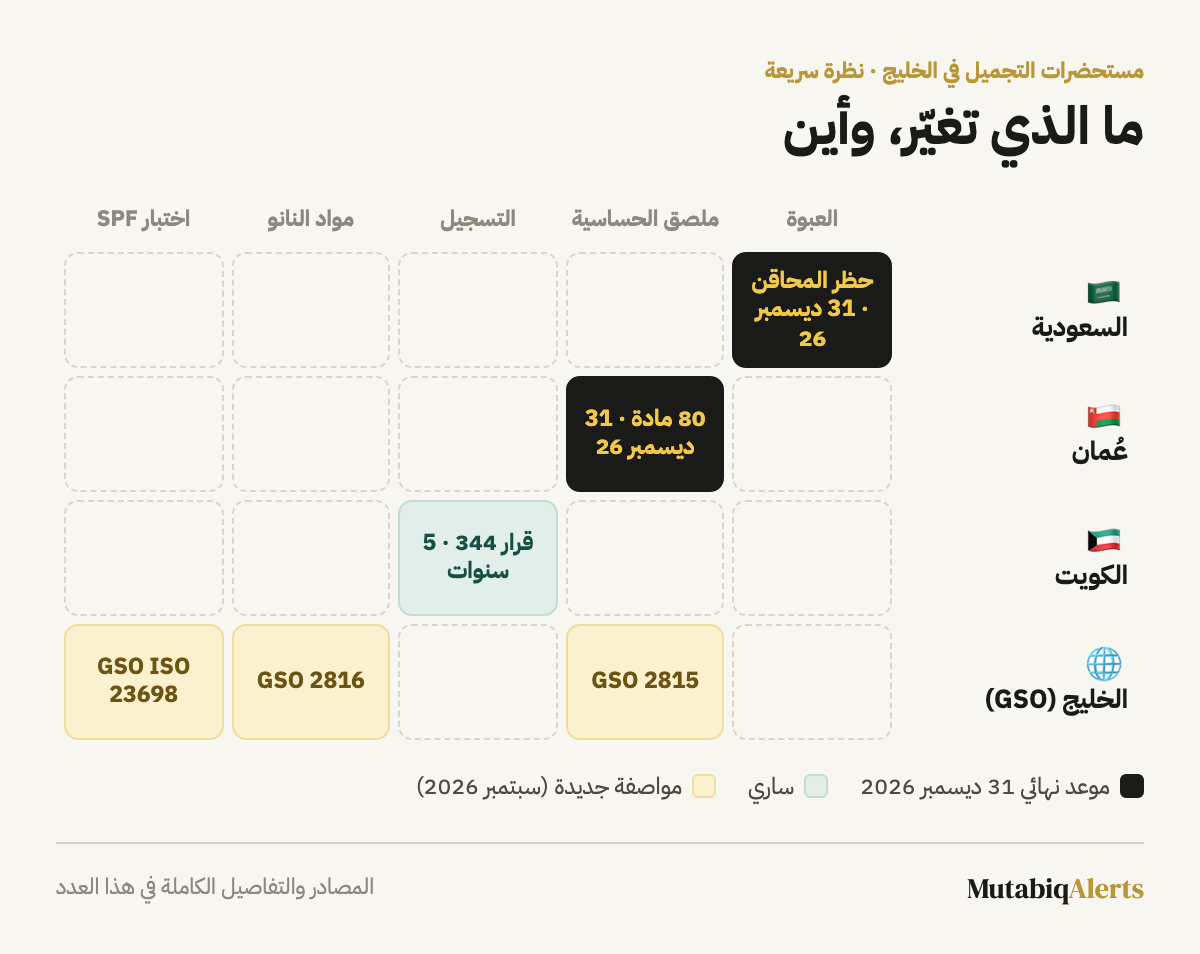 مستحضرات التجميل في الخليج · نظرة سريعة
ما الذي تغيّر، وأين
العبوة
ملصق الحساسية
التسجيل
مواد النانو
اختبار SPF
السعودية
حظر المحاقن
· 31 ديسمبر
26
عُمان
80 مادة · 31
ديسمبر 26
الكويت
قرار 344 · 5
سنوات
الخليج (GSO)
GSO 2815
GSO 2816
GSO ISO
23698
موعد نهائي 31 ديسمبر 2026
ساري
مواصفة جديدة (سبتمبر 2026)
MutabiqAlerts
المصادر والتفاصيل الكاملة في هذا العدد